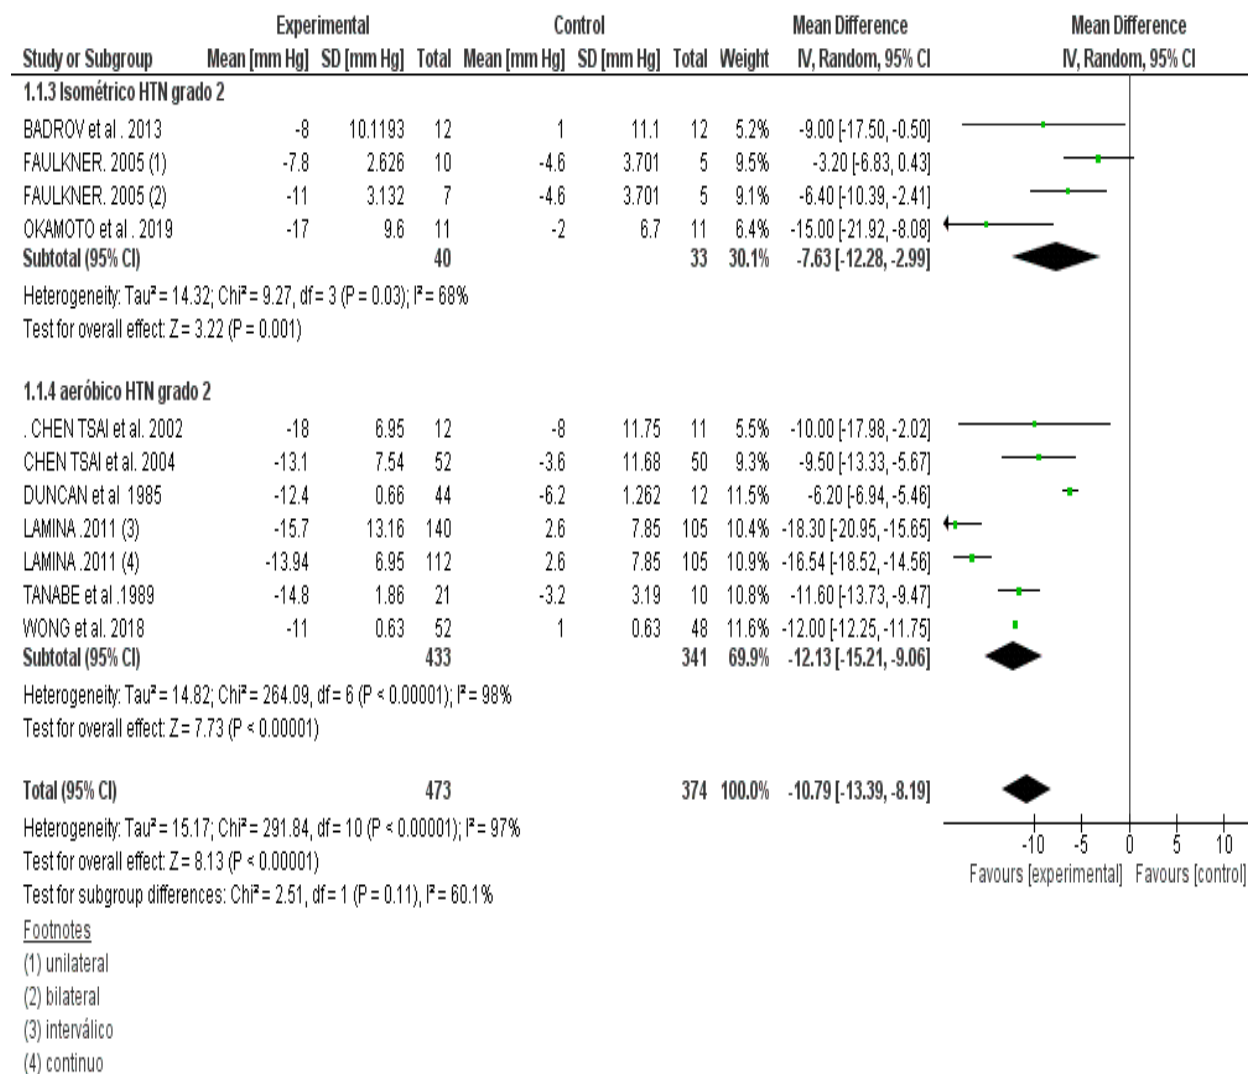 Experimental Control Mean Difference Mean Difference
Study or Subgroup Mean [mm Hg] SD [mm Hg] Total Mean [mm Hg] SD [mm Hg] Total Weight IV, Random, 95% CI IV, Random, 95% CI
1.1.3 Isométrico HTN grado 2
BADROV et al . 2013 -8 10.1193 12 1 11.1 12 5.2% -9.00 [-17.50, -0.50]
FAULKNER. 2005 (1) -7.8 2.626 10 -4.6 3.701 5 9.5% -3.20 [-6.83, 0.43]
FAULKNER. 2005 (2) -11 3.132 7 -4.6 3.701 5 9.1% -6.40 [-10.39, -2.41]
OKAMOTO et al . 2019 -17 9.6 11 -2 6.7 11 6.4% -15.00 [-21.92, -8.08]
Subtotal (95% CI) 40 33 30.1% -7.63 [-12.28, -2.99]
Heterogeneity: Tau² = 14.32; Chi² = 9.27, df = 3 (P = 0.03); I² = 68%
Test for overall effect: Z = 3.22 (P = 0.001)
1.1.4 aeróbico HTN grado 2
. CHEN TSAI et al. 2002 -18 6.95 12 -8 11.75 11 5.5% -10.00 [-17.98, -2.02]
CHEN TSAI et al. 2004 -13.1 7.54 52 -3.6 11.68 50 9.3% -9.50 [-13.33, -5.67]
DUNCAN et al 1985 -12.4 0.66 44 -6.2 1.262 12 11.5% -6.20 [-6.94, -5.46]
LAMINA .2011 (3) -15.7 13.16 140 2.6 7.85 105 10.4% -18.30 [-20.95, -15.65]
LAMINA .2011 (4) -13.94 6.95 112 2.6 7.85 105 10.9% -16.54 [-18.52, -14.56]
TANABE et al .1989 -14.8 1.86 21 -3.2 3.19 10 10.8% -11.60 [-13.73, -9.47]
WONG et al. 2018 -11 0.63 52 1 0.63 48 11.6% -12.00 [-12.25, -11.75]
Subtotal (95% CI) 433 341 69.9% -12.13 [-15.21, -9.06]
Heterogeneity: Tau² = 14.82; Chi² = 264.09, df = 6 (P < 0.00001); I² = 98%
Test for overall effect: Z = 7.73 (P < 0.00001)
Total (95% CI) 473 374 100.0% -10.79 [-13.39, -8.19]
Heterogeneity: Tau² = 15.17; Chi² = 291.84, df = 10 (P < 0.00001); I² = 97%
Test for overall effect: Z = 8.13 (P < 0.00001)
Test for subgroup differences: Chi² = 2.51, df = 1 (P = 0.11), I² = 60.1%
-10 -5 0 5 10
Favours [experimental] Favours [control]
Footnotes
(1) unilateral
(2) bilateral
(3) interválico
(4) continuo